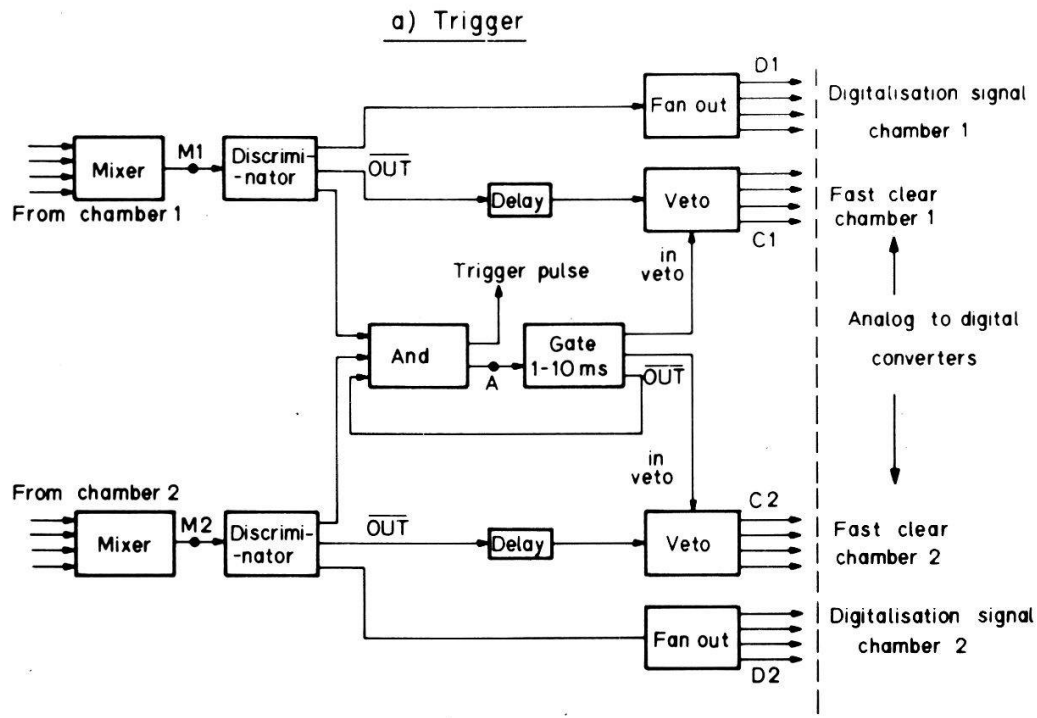 a) Trigger
D1
Fan out
Digitalisation signal
chamber 1
M1
Mixer
Discrimi-
-nator
OUT
From chamber 1
Delay
Veto
Fast clear
chamber 1
C1
in
veto
Trigger pulse
And
A
Gate
1-10 ms
OUT
Analog to digital
converters
in
veto
From chamber 2
M2
Mixer
Discrimi-
-nator
OUT
Delay
C2
Veto
Fast clear
chamber 2
Fan out
D2
Digitalisation signal
chamber 2